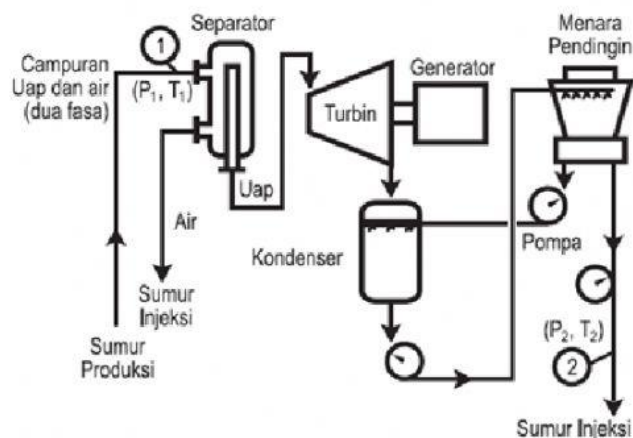 Separator
Menara
Pendingin
1
Campuran
Uap dan air
(dua fasa)
(P₁, T₁)
Generator
Turbin
Uap
Air
Kondenser
Pompa
Sumur
Injeksi
Sumur
Produksi
(P₂, T₂)
2
Sumur Injeksi